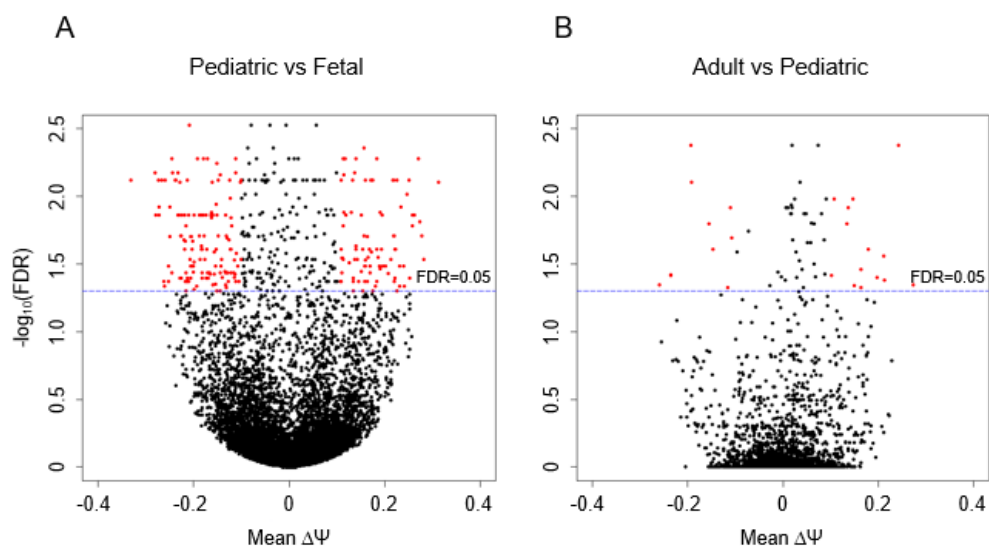 A
B
Pediatric vs Fetal
Adult vs Pediatric
-log₁₀(FDR)
2.5
2.0
1.5
1.0
0.5
0
FDR=0.05
-0.4
-0.2
0
0.2
0.4
Mean ΔΨ
2.5
2.0
1.5
1.0
0.5
0
FDR=0.05
-0.4
-0.2
0
0.2
0.4
Mean ΔΨ